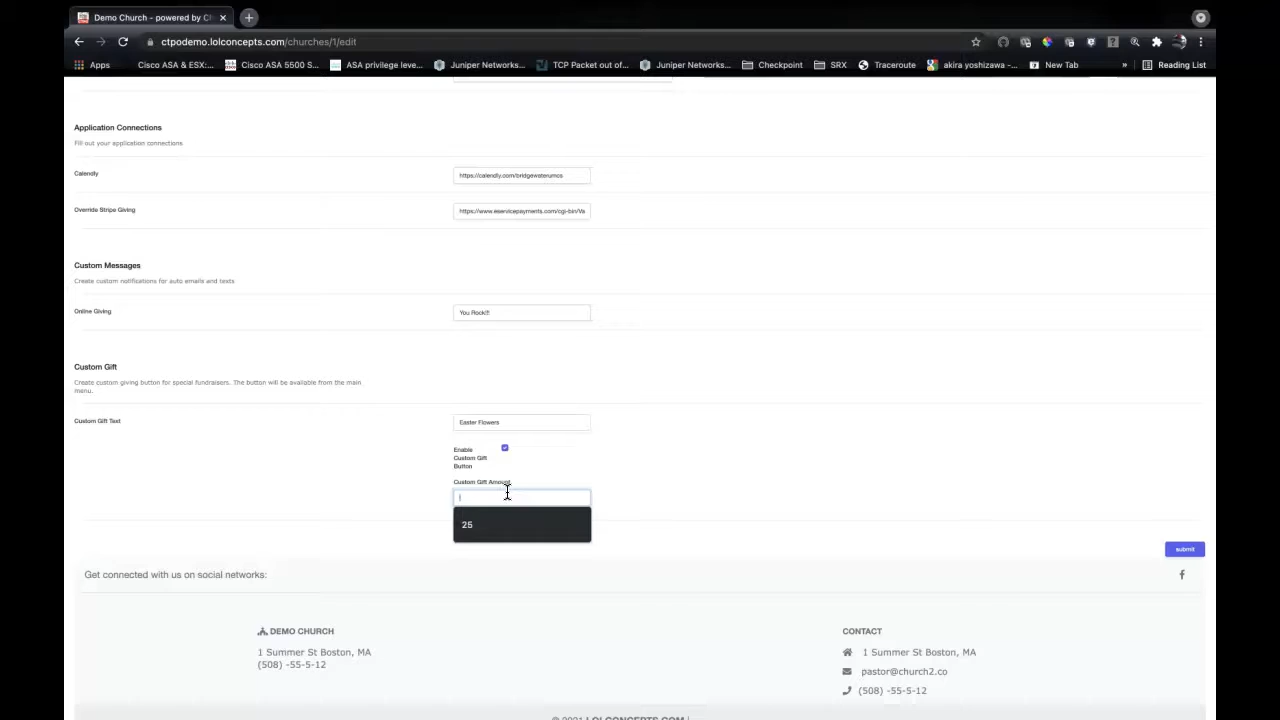 Demo Church - powered by Cl
ctpodemo.lolconcepts.com/churches/1/edit
Apps Cisco ASA & ESX:... Cisco ASA 5500 S... ASA privilege leve... Juniper Networks... TCP Packet out of... Juniper Networks... Checkpoint SRX Traceroute akira yoshizawa -... New Tab » Reading List
Application Connections
Fill out your application connections
Calendly
https://calendly.com/bridgewaterumcs
Override Stripe Giving
https://www.eservicepayments.com/cgi-bin/Va
Custom Messages
Create custom notifications for auto emails and texts
Online Giving
You Rock!!!
Custom Gift
Create custom giving button for special fundraisers. The button will be available from the main
menu.
Custom Gift Text
Easter Flowers
Enable
Custom Gift
Button
Custom Gift Amount
25
submit
Get connected with us on social networks:
DEMO CHURCH
1 Summer St Boston, MA
(508) -55-5-12
CONTACT
1 Summer St Boston, MA
pastor@church2.co
(508) -55-5-12
© 2021 LOLCONCEPTS.COM |